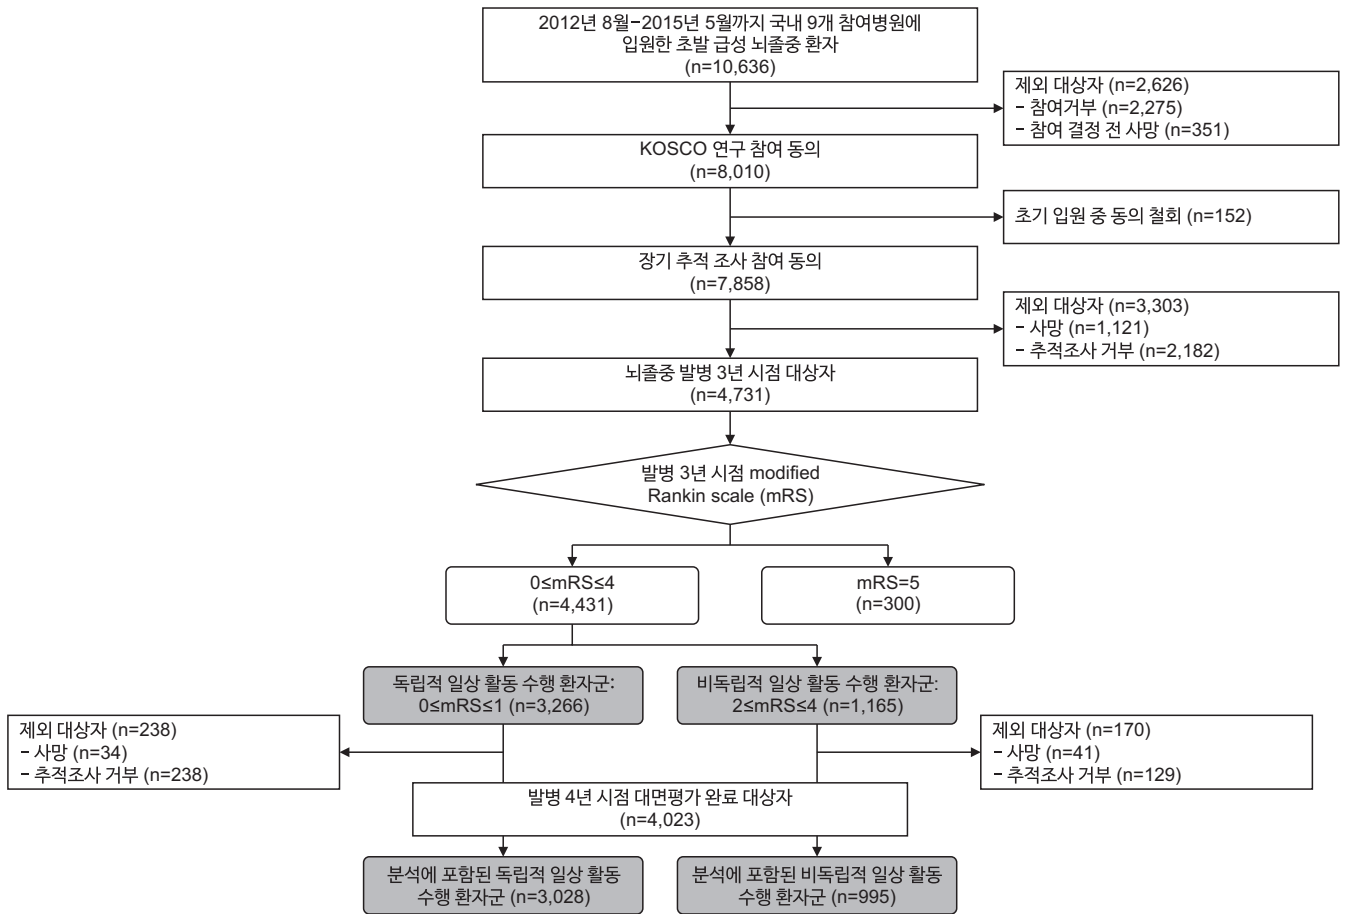 2012년 8월−2015년 5월까지 국내 9개 참여병원에
입원한 초발 급성 뇌졸중 환자
(n=10,636)
제외 대상자 (n=2,626)
− 참여거부 (n=2,275)
− 참여 결정 전 사망 (n=351)
KOSCO 연구 참여 동의
(n=8,010)
초기 입원 중 동의 철회 (n=152)
장기 추적 조사 참여 동의
(n=7,858)
제외 대상자 (n=3,303)
− 사망 (n=1,121)
− 추적조사 거부 (n=2,182)
뇌졸중 발병 3년 시점 대상자
(n=4,731)
발병 3년 시점 modified
Rankin scale (mRS)
0≤mRS≤4
(n=4,431)
mRS=5
(n=300)
독립적 일상 활동 수행 환자군:
0≤mRS≤1 (n=3,266)
비독립적 일상 활동 수행 환자군:
2≤mRS≤4 (n=1,165)
제외 대상자 (n=238)
− 사망 (n=34)
− 추적조사 거부 (n=238)
제외 대상자 (n=170)
− 사망 (n=41)
− 추적조사 거부 (n=129)
발병 4년 시점 대면평가 완료 대상자
(n=4,023)
분석에 포함된 독립적 일상 활동
수행 환자군 (n=3,028)
분석에 포함된 비독립적 일상 활동
수행 환자군 (n=995)